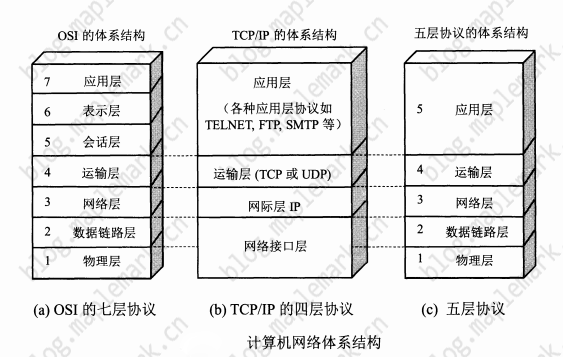 OSI 的体系结构
7 应用层
6 表示层
5 会话层
4 运输层
3 网络层
2 数据链路层
1 物理层
(a) OSI 的七层协议
TCP/IP 的体系结构
应用层
(各种应用层协议如
TELNET, FTP, SMTP 等)
运输层 (TCP 或 UDP)
网际层 IP
网络接口层
(b) TCP/IP 的四层协议
五层协议的体系结构
5 应用层
4 运输层
3 网络层
2 数据链路层
1 物理层
(c) 五层协议
计算机网络体系结构
blog.maplemark.cn